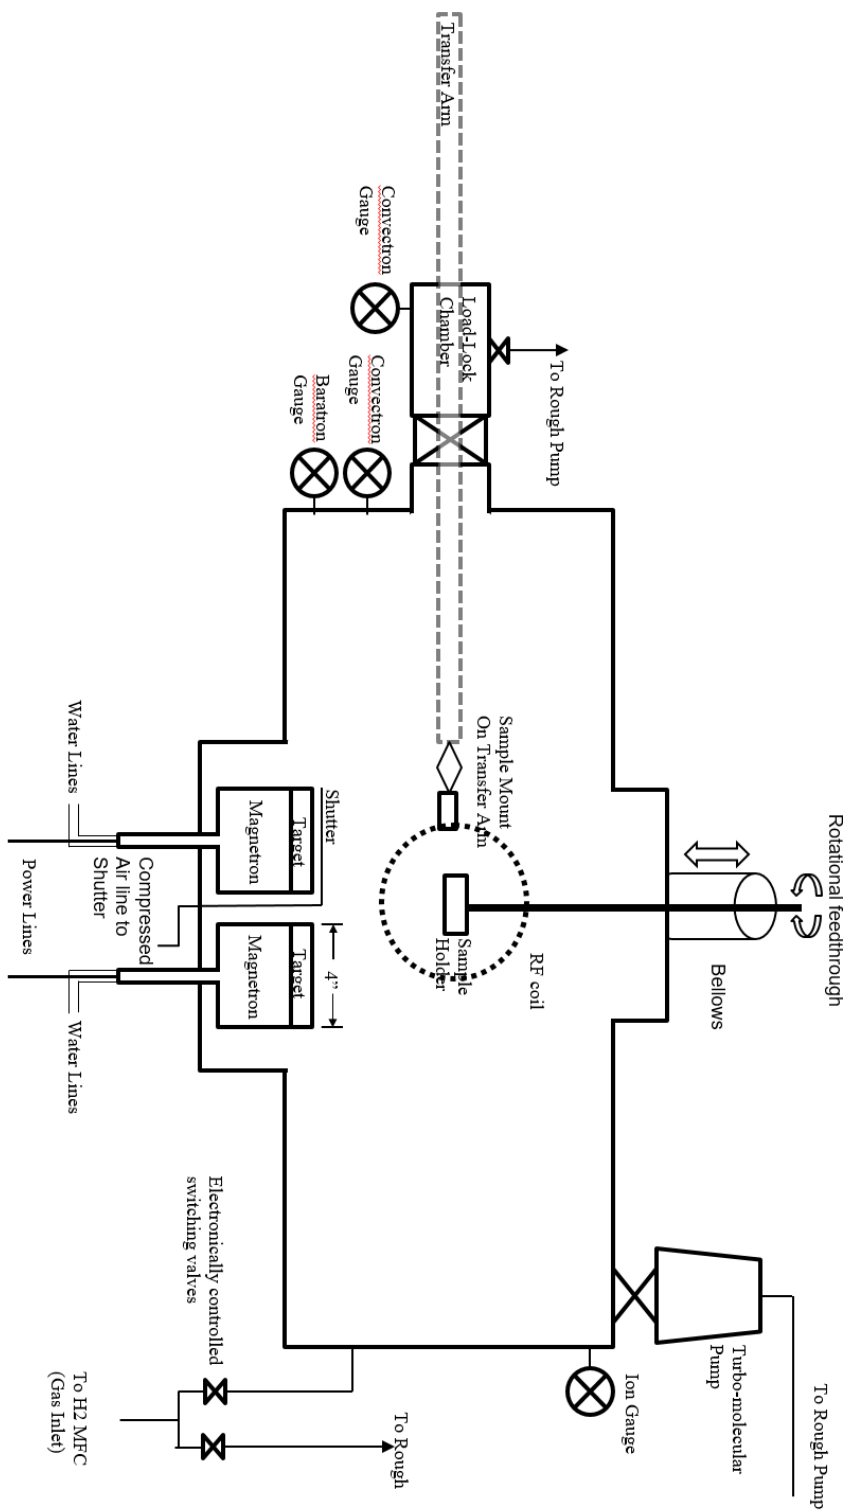 Transfer Arm
Convectron
Gauge
Load-Lock
Chamber
To Rough Pump
Convectron
Gauge
Baratron
Gauge
Sample Mount
On Transfer Arm
Rotational feedthrough
Bellows
RF coil
Sample
Holder
Shutter
Target
Magnetron
Target
Magnetron
4”
Water Lines
Power Lines
Compressed
Air line to
Shutter
Water Lines
Turbo-molecular
Pump
To Rough Pump
Ion Gauge
Electronically controlled
switching valves
To Rough
To H2 MFC
(Gas Inlet)